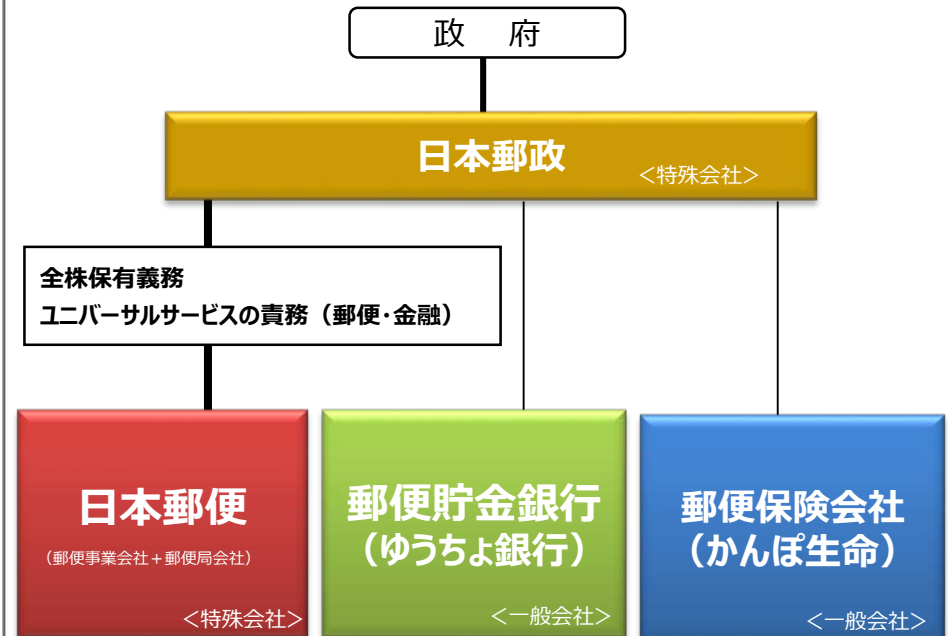 政　府
日本郵政
＜特殊会社＞
全株保有義務
ユニバーサルサービスの責務（郵便・金融）
日本郵便
（郵便事業会社＋郵便局会社）
＜特殊会社＞
郵便貯金銀行
（ゆうちょ銀行）
＜一般会社＞
郵便保険会社
（かんぽ生命）
＜一般会社＞